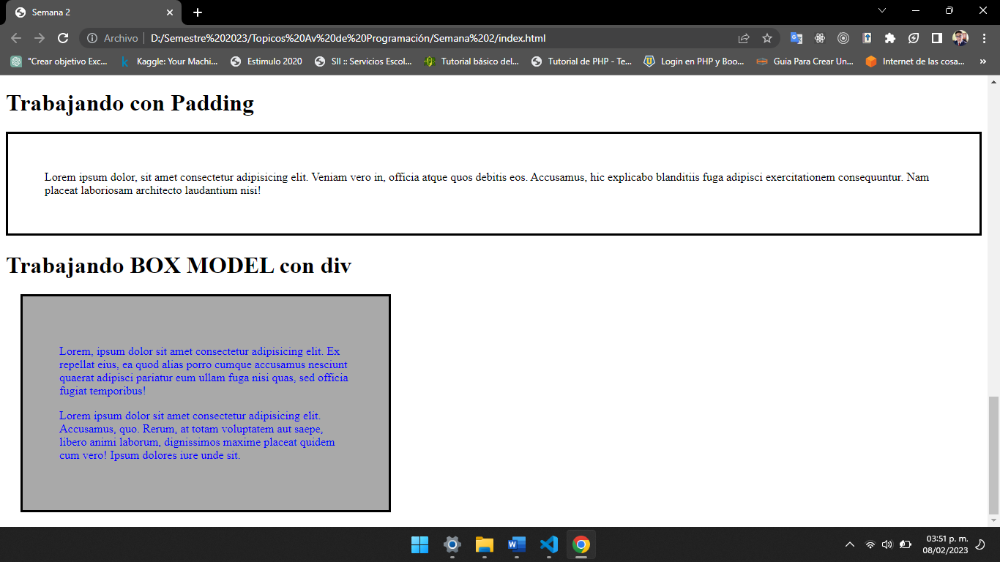 Semana 2
Archivo D:/Semestre%202023/Topicos%20Av%20de%20Programación/Semana%202/index.html
"Crear objetivo Exc... Kaggle: Your Machi... Estimulo 2020 SII :: Servicios Escol... Tutorial básico del... Tutorial de PHP - Te... Login en PHP y Boo... Guia Para Crear Un... Internet de las cosa... »
Trabajando con Padding
Lorem ipsum dolor, sit amet consectetur adipisicing elit. Veniam vero in, officia atque quos debitis eos. Accusamus, hic explicabo blanditiis fuga adipisci exercitationem consequuntur. Nam
placeat laboriosam architecto laudantium nisi!
Trabajando BOX MODEL con div
Lorem, ipsum dolor sit amet consectetur adipisicing elit. Ex
repellat eius, ea quod alias porro cumque accusamus nesciunt
quaerat adipisci pariatur eum ullam fuga nisi quas, sed officia
fugiat temporibus!
Lorem ipsum dolor sit amet consectetur adipisicing elit.
Accusamus, quo. Rerum, at totam voluptatem aut saepe,
libero animi laborum, dignissimos maxime placeat quidem
cum vero! Ipsum dolores iure unde sit.
03:51 p. m.
08/02/2023